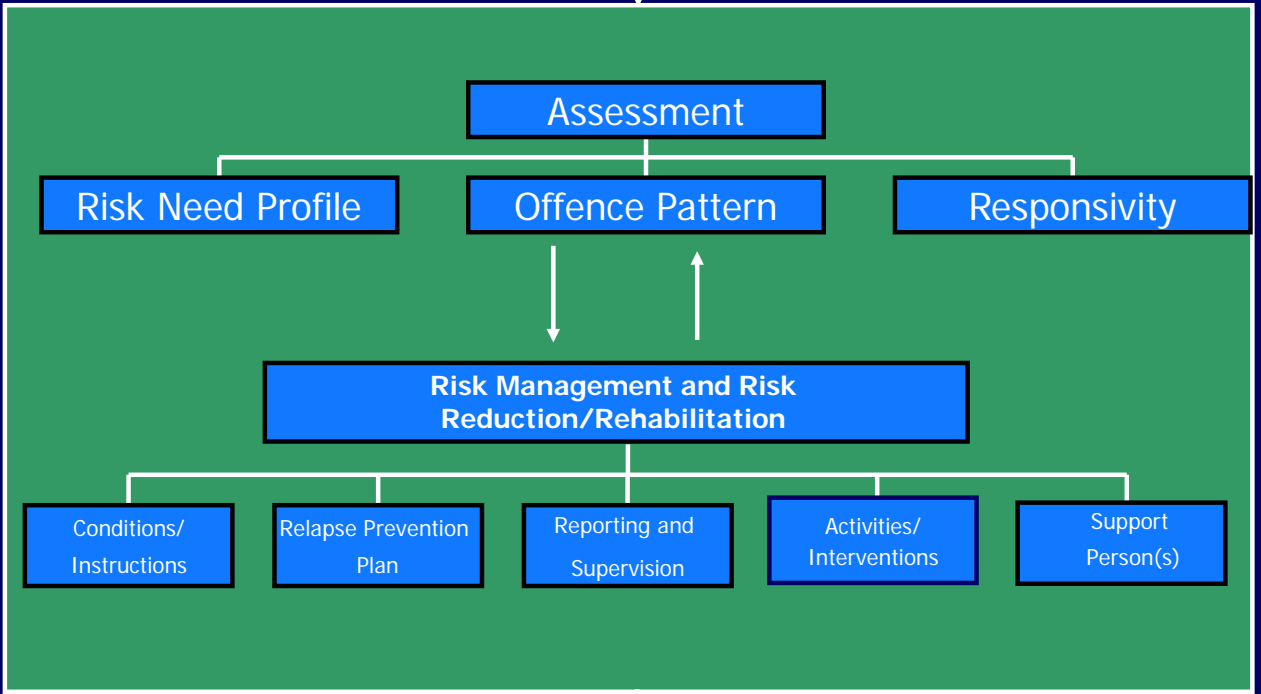 Assessment
Risk Need Profile
Offence Pattern
Responsivity
Risk Management and Risk
Reduction/Rehabilitation
Conditions/
Instructions
Relapse Prevention
Plan
Reporting and
Supervision
Activities/
Interventions
Support
Person(s)